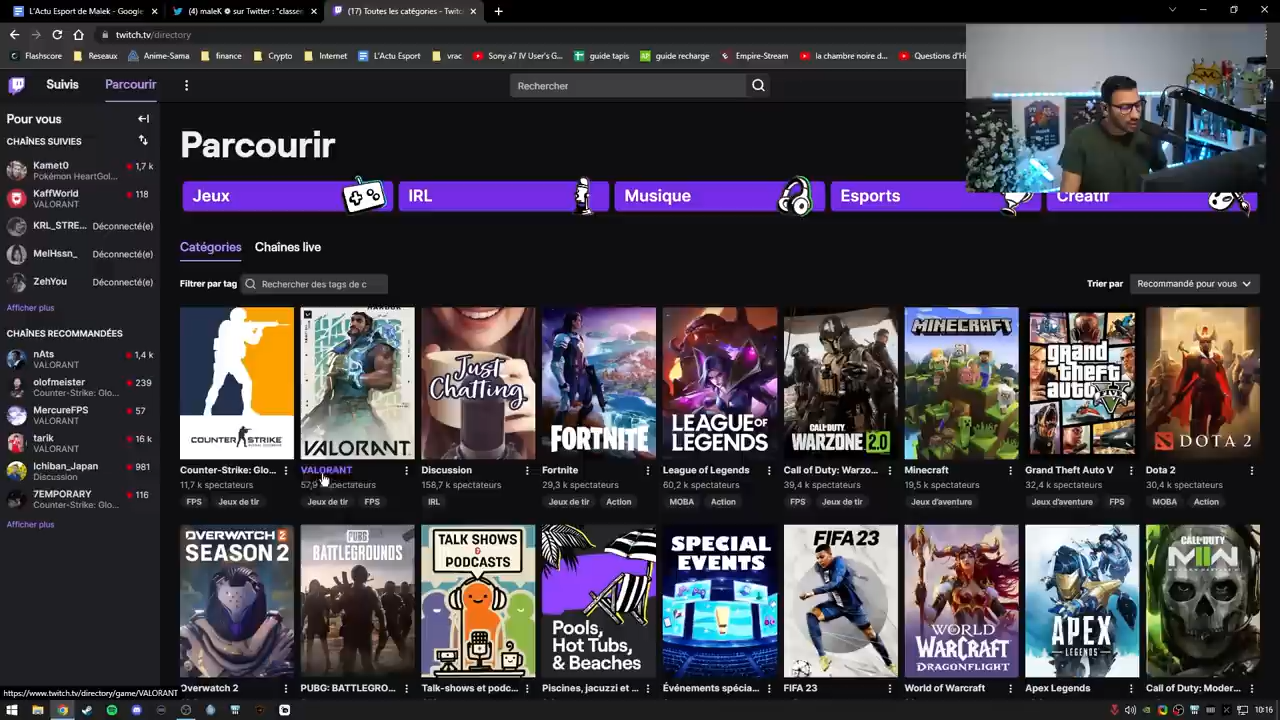 L'Actu Esport de Malek - Google
(4) maleK sur Twitter : "classe
(17) Toutes les catégories - Twitc
twitch.tv/directory
Flashscore
Reseaux
Anime-Sama
finance
Crypto
Internet
L'Actu Esport
vrac
Sony a7 IV User's G...
guide tapis
guide recharge
Empire-Stream
la chambre noire d...
Questions d'Hi
Suivis
Parcourir
Rechercher
Pour vous
CHAÎNES SUIVIES
Kamet0 1,7 k
Pokémon HeartGol...
KaffWorld 118
VALORANT
KRL_STRE... Déconnecté(e)
MelHssn_ Déconnecté(e)
ZehYou Déconnecté(e)
Afficher plus
CHAÎNES RECOMMANDÉES
nAts 1,4 k
VALORANT
olofmeister 239
Counter-Strike: Glo...
MercureFPS 57
VALORANT
tarik 16 k
VALORANT
Ichiban_Japan 981
Discussion
7EMPORARY 116
Counter-Strike: Glo...
Afficher plus
Parcourir
Jeux
IRL
Musique
Esports
Créatif
Catégories
Chaînes live
Filtrer par tag
Rechercher des tags de c
Trier par
Recommandé pour vous
COUNTER STRIKE
VALORANT
Just
Chatting
FORTNITE
LEAGUE OF
LEGENDS
CALL OF DUTY
WARZONE 2.0
MINECRAFT
grand
theft
auto V
DOTA 2
Counter-Strike: Glo...
11,7 k spectateurs
FPS Jeux de tir
VALORANT
57,9 spectateurs
Jeux de tir FPS
Discussion
158,7 k spectateurs
IRL
Fortnite
29,3 k spectateurs
Jeux de tir Action
League of Legends
60,2 k spectateurs
MOBA Action
Call of Duty: Warzo...
39,4 k spectateurs
FPS Jeux de tir
Minecraft
19,5 k spectateurs
Jeux d'aventure
Grand Theft Auto V
32,4 k spectateurs
Jeux d'aventure FPS
Dota 2
30,4 k spectateurs
MOBA Action
OVERWATCH 2
SEASON 2
PUBG
BATTLEGROUNDS
TALK SHOWS
&
PODCASTS
Pools,
Hot Tubs,
& Beaches
SPECIAL
EVENTS
FIFA 23
WORLD
WARCRAFT
DRAGONFLIGHT
APEX
LEGENDS
CALL OF DUTY
MWII
Overwatch 2
PUBG: BATTLEGRO...
Talk-shows et podc...
Piscines, jacuzzi et ...
Événements spécia...
FIFA 23
World of Warcraft
Apex Legends
Call of Duty: Moder...
https://www.twitch.tv/directory/game/VALORANT
10:16